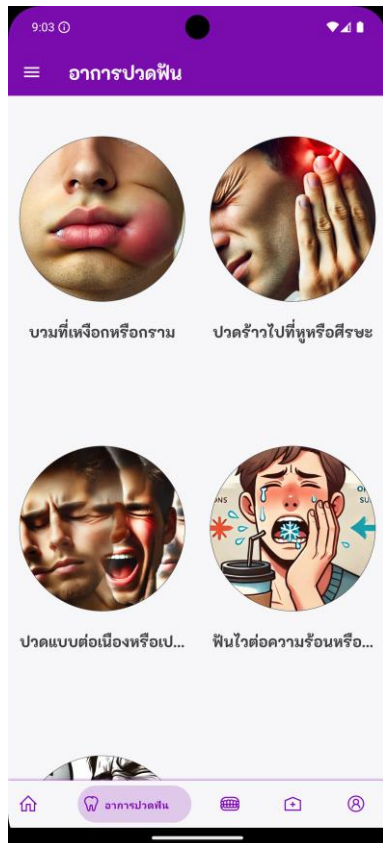 9:03
อาการปวดฟัน
บวมที่เหงือกหรือกราม
ปวดร้าวไปที่หูหรือศีรษะ
ONS
SU
ปวดแบบต่อเนื่องหรือเป...
ฟันไวต่อความร้อนหรือ...
อาการปวดฟัน